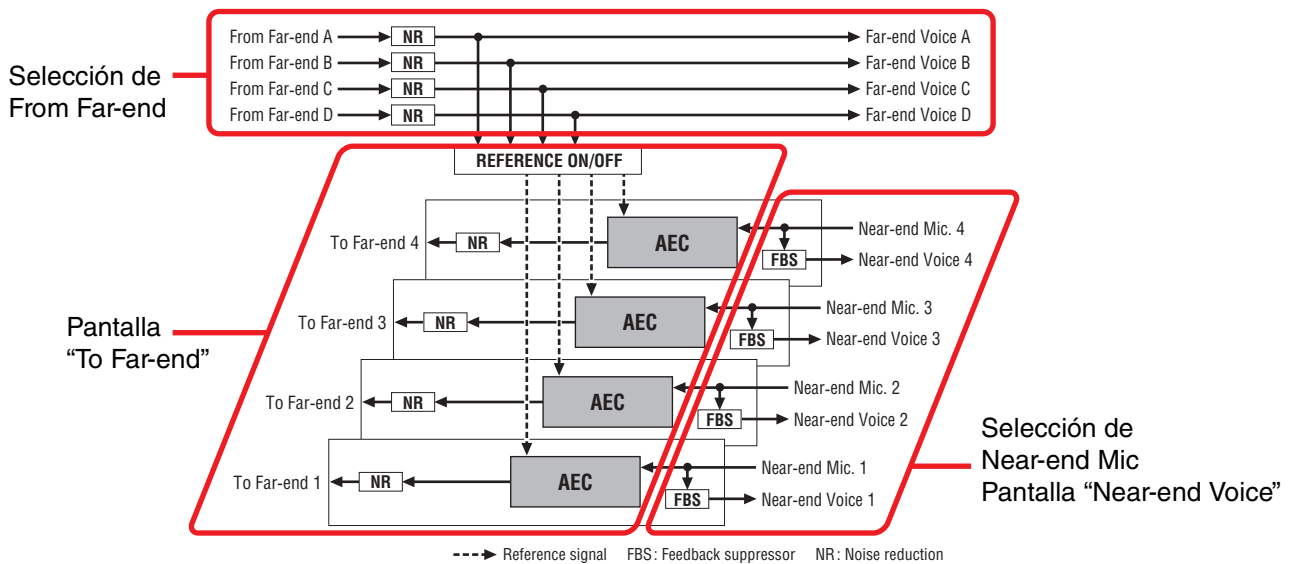 Selección de
From Far-end
From Far-end A NR Far-end Voice A
From Far-end B NR Far-end Voice B
From Far-end C NR Far-end Voice C
From Far-end D NR Far-end Voice D
REFERENCE ON/OFF
Pantalla
“To Far-end”
To Far-end 4 NR AEC Near-end Mic. 4
FBS Near-end Voice 4
To Far-end 3 NR AEC Near-end Mic. 3
FBS Near-end Voice 3
To Far-end 2 NR AEC Near-end Mic. 2
FBS Near-end Voice 2
To Far-end 1 NR AEC Near-end Mic. 1
FBS Near-end Voice 1
Selección de
Near-end Mic
Pantalla “Near-end Voice”
Reference signal FBS: Feedback suppressor NR: Noise reduction